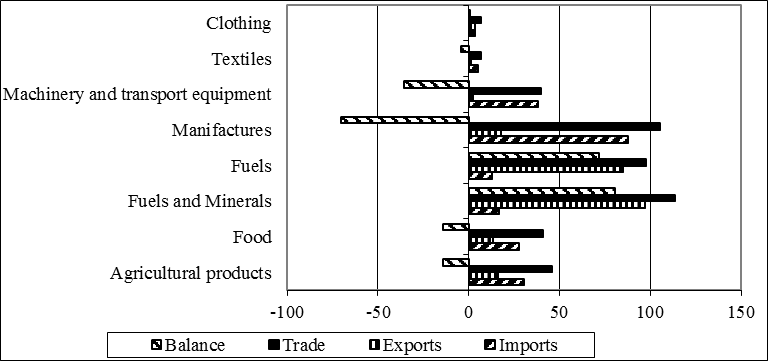 Clothing
Textiles
Machinery and transport equipment
Manifactures
Fuels
Fuels and Minerals
Food
Agricultural products
-100 -50 0 50 100 150
Balance Trade Exports Imports